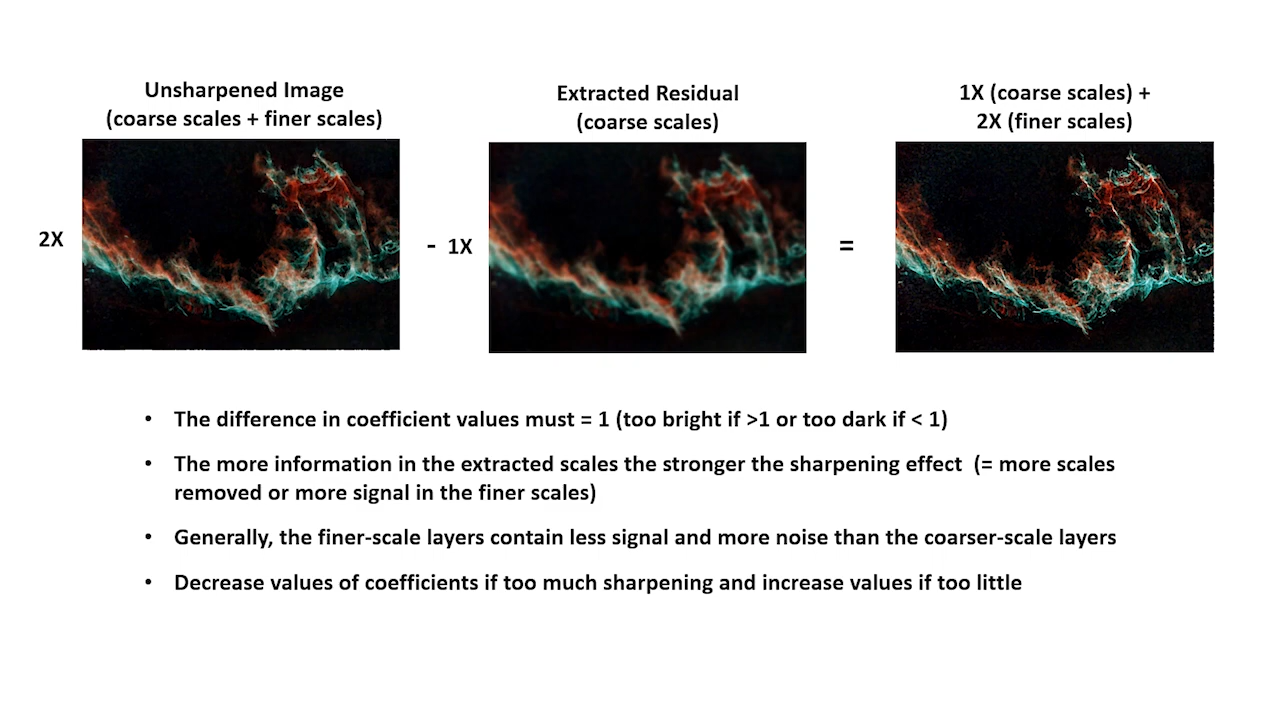 Unsharpened Image
(coarse scales + finer scales)
Extracted Residual
(coarse scales)
1X (coarse scales) +
2X (finer scales)
2X
- 1X
=
• The difference in coefficient values must = 1 (too bright if >1 or too dark if < 1)
• The more information in the extracted scales the stronger the sharpening effect  (= more scales
removed or more signal in the finer scales)
• Generally, the finer-scale layers contain less signal and more noise than the coarser-scale layers
• Decrease values of coefficients if too much sharpening and increase values if too little